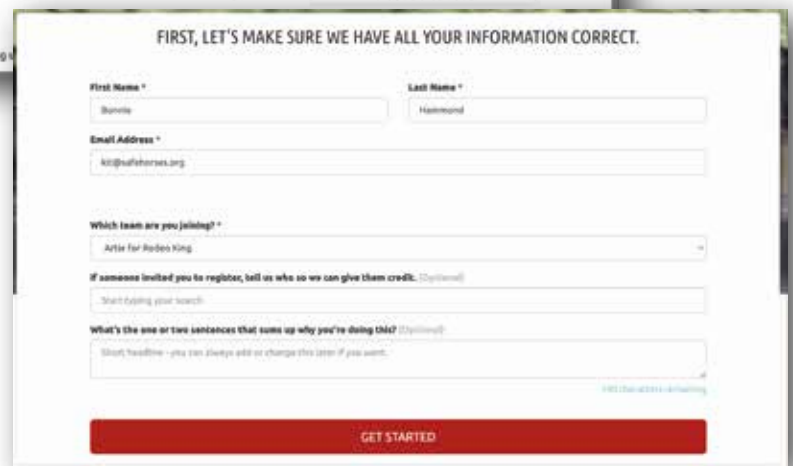 FIRST, LET'S MAKE SURE WE HAVE ALL YOUR INFORMATION CORRECT.
First Name * Last Name *
Bonnie Hammond
Email Address *
kit@safehorses.org
Which team are you joining? *
Artie for Rodeo King
If someone invited you to register, tell us who so we can give them credit. (Optional)
Start typing your search
What's the one or two sentences that sums up why you're doing this? (Optional)
Short headline - you can always add or change this later if you want.
characters remaining
GET STARTED